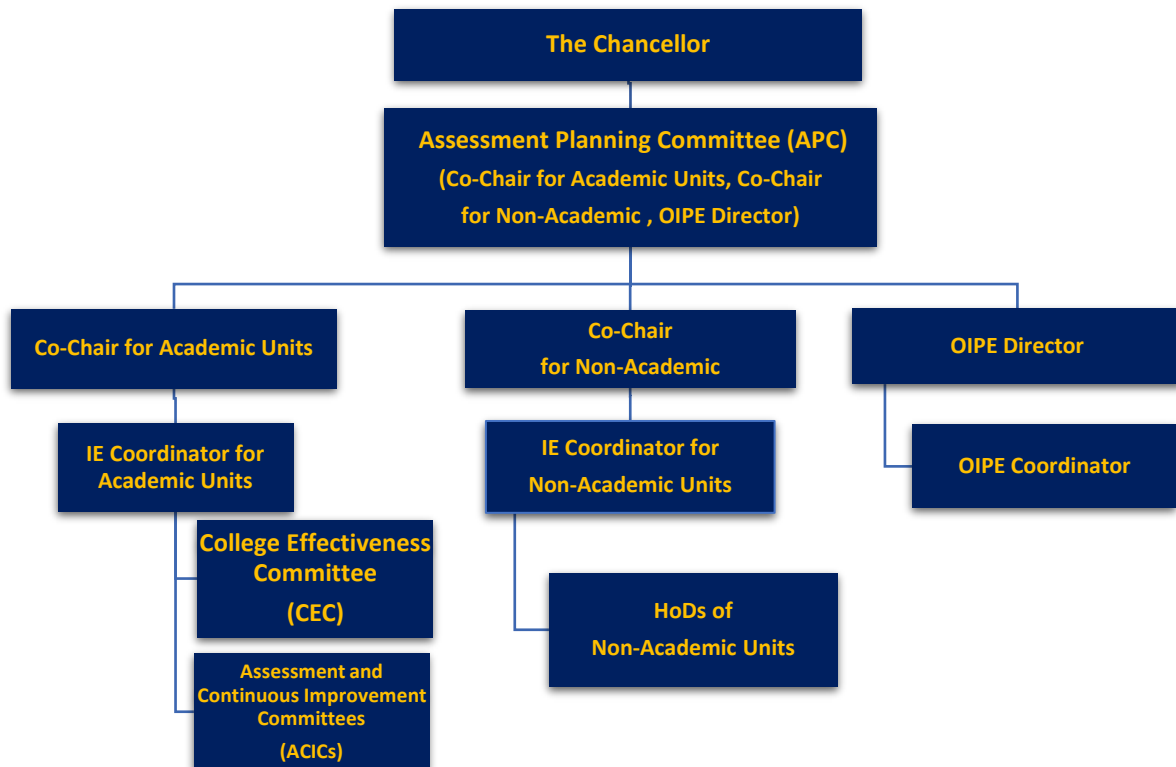 The Chancellor
Assessment Planning Committee (APC)
(Co-Chair for Academic Units, Co-Chair
for Non-Academic , OIPE Director)
Co-Chair for Academic Units
Co-Chair
for Non-Academic
OIPE Director
IE Coordinator for
Academic Units
IE Coordinator for
Non-Academic Units
OIPE Coordinator
College Effectiveness
Committee
(CEC)
HoDs of
Non-Academic Units
Assessment and
Continuous Improvement
Committees
(ACICs)